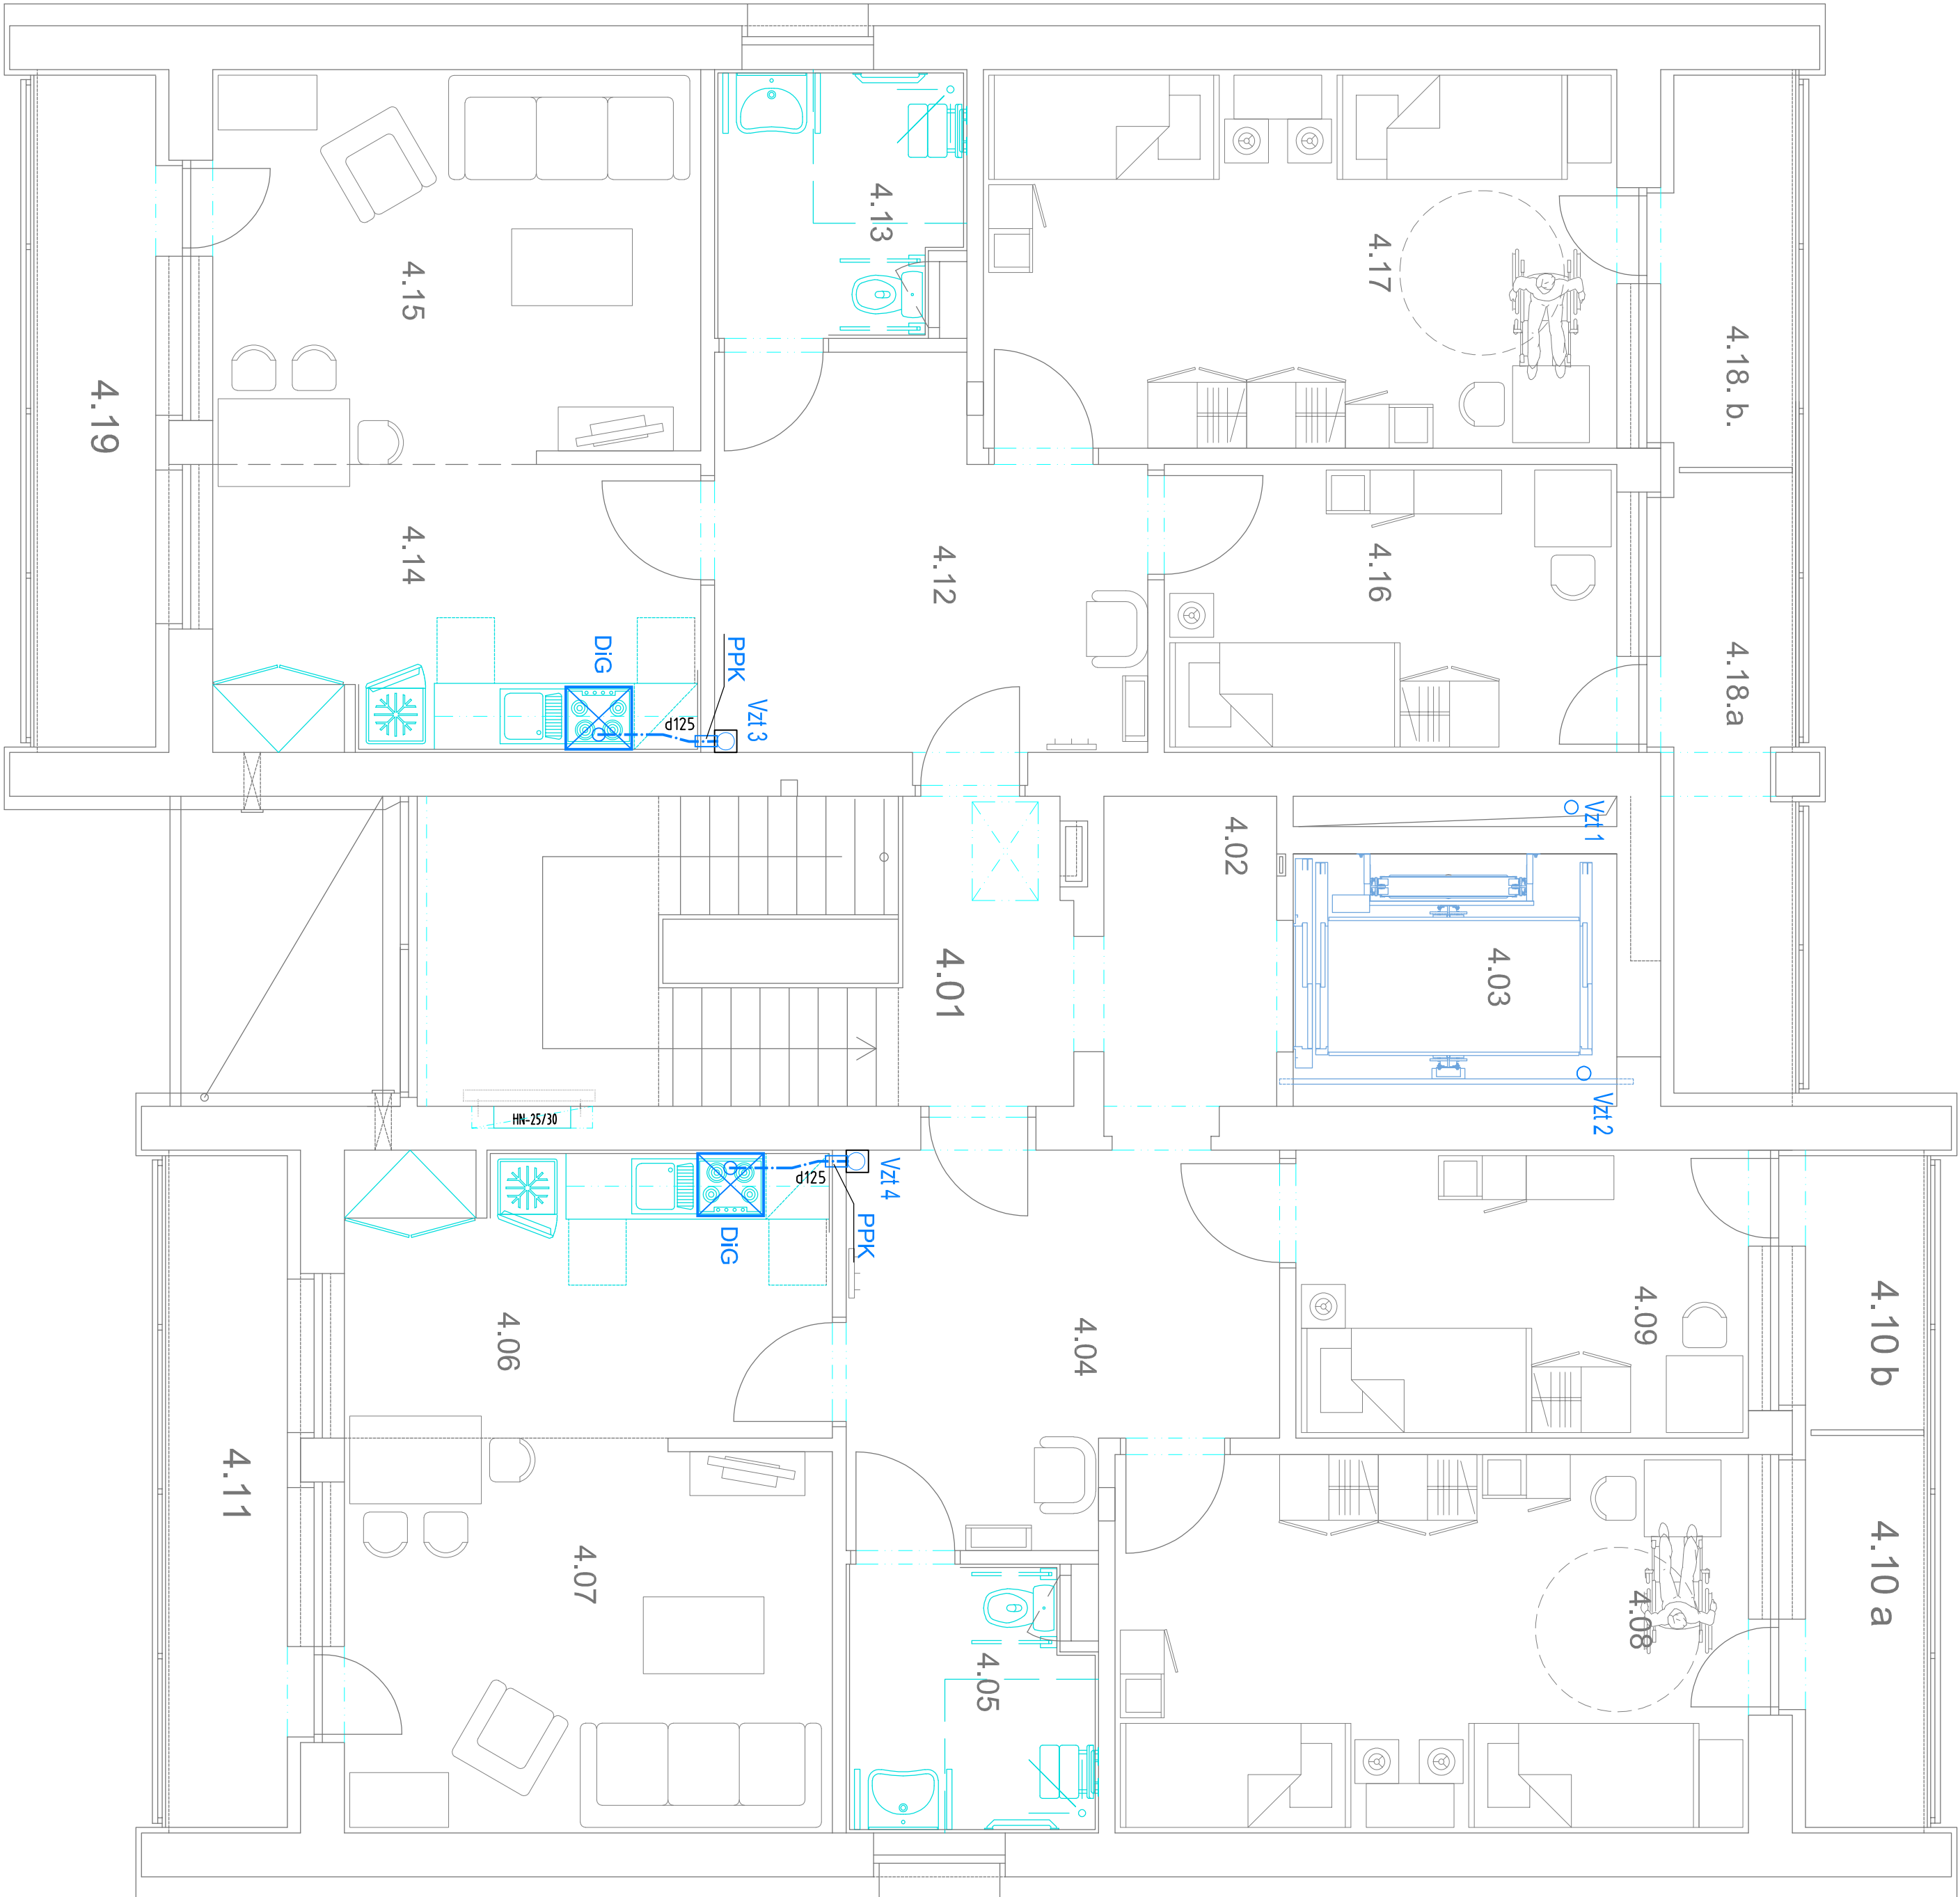 4.13
4.17
4.15
4.18. b.
4.19
4.14
4.12
4.16
4.18.a
DiG
PPK
Vzt 3
d125
Vzt 1
4.02
4.01
4.03
HN-25/30
Vzt 2
d125
Vzt 4
PPK
DiG
4.06
4.04
4.09
4.10 b
4.11
4.07
4.08
4.10 a
4.05